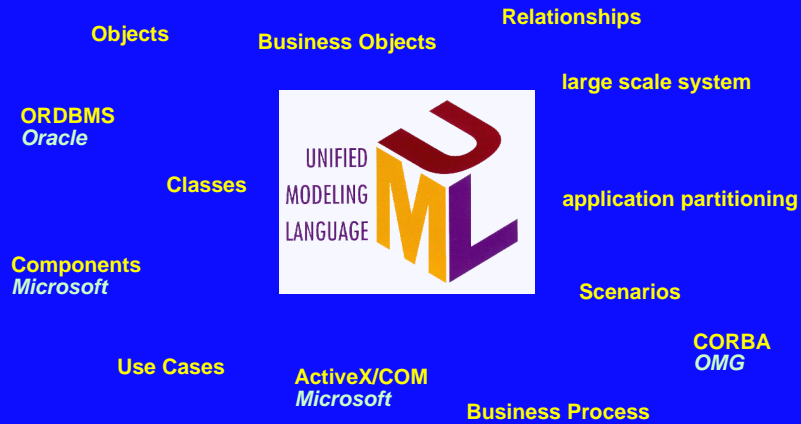 Relationships
Objects
Business Objects
large scale system
ORDBMS
Oracle
UML
UNIFIED
MODELING
LANGUAGE
Classes
application partitioning
Components
Microsoft
Scenarios
CORBA
OMG
Use Cases
ActiveX/COM
Microsoft
Business Process